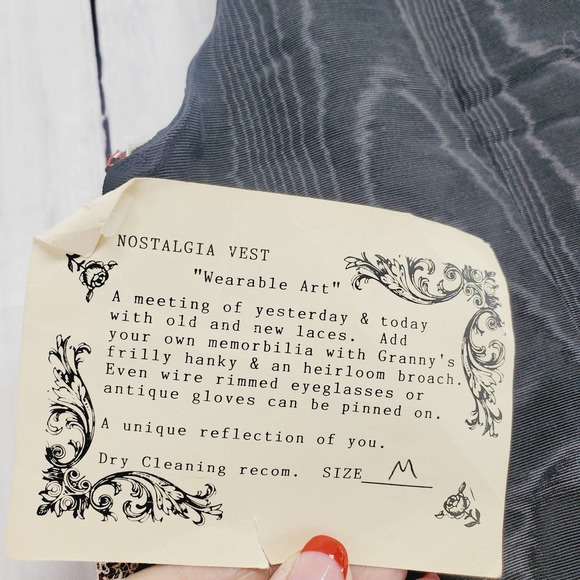 NOSTALGIA VEST
"Wearable Art"
A meeting of yesterday & today
with old and new laces. Add
your own memorbilia with Granny's
frilly hanky & an heirloom broach.
Even wire rimmed eyeglasses or
antique gloves can be pinned on.
A unique reflection of you.
Dry Cleaning recom. SIZE M